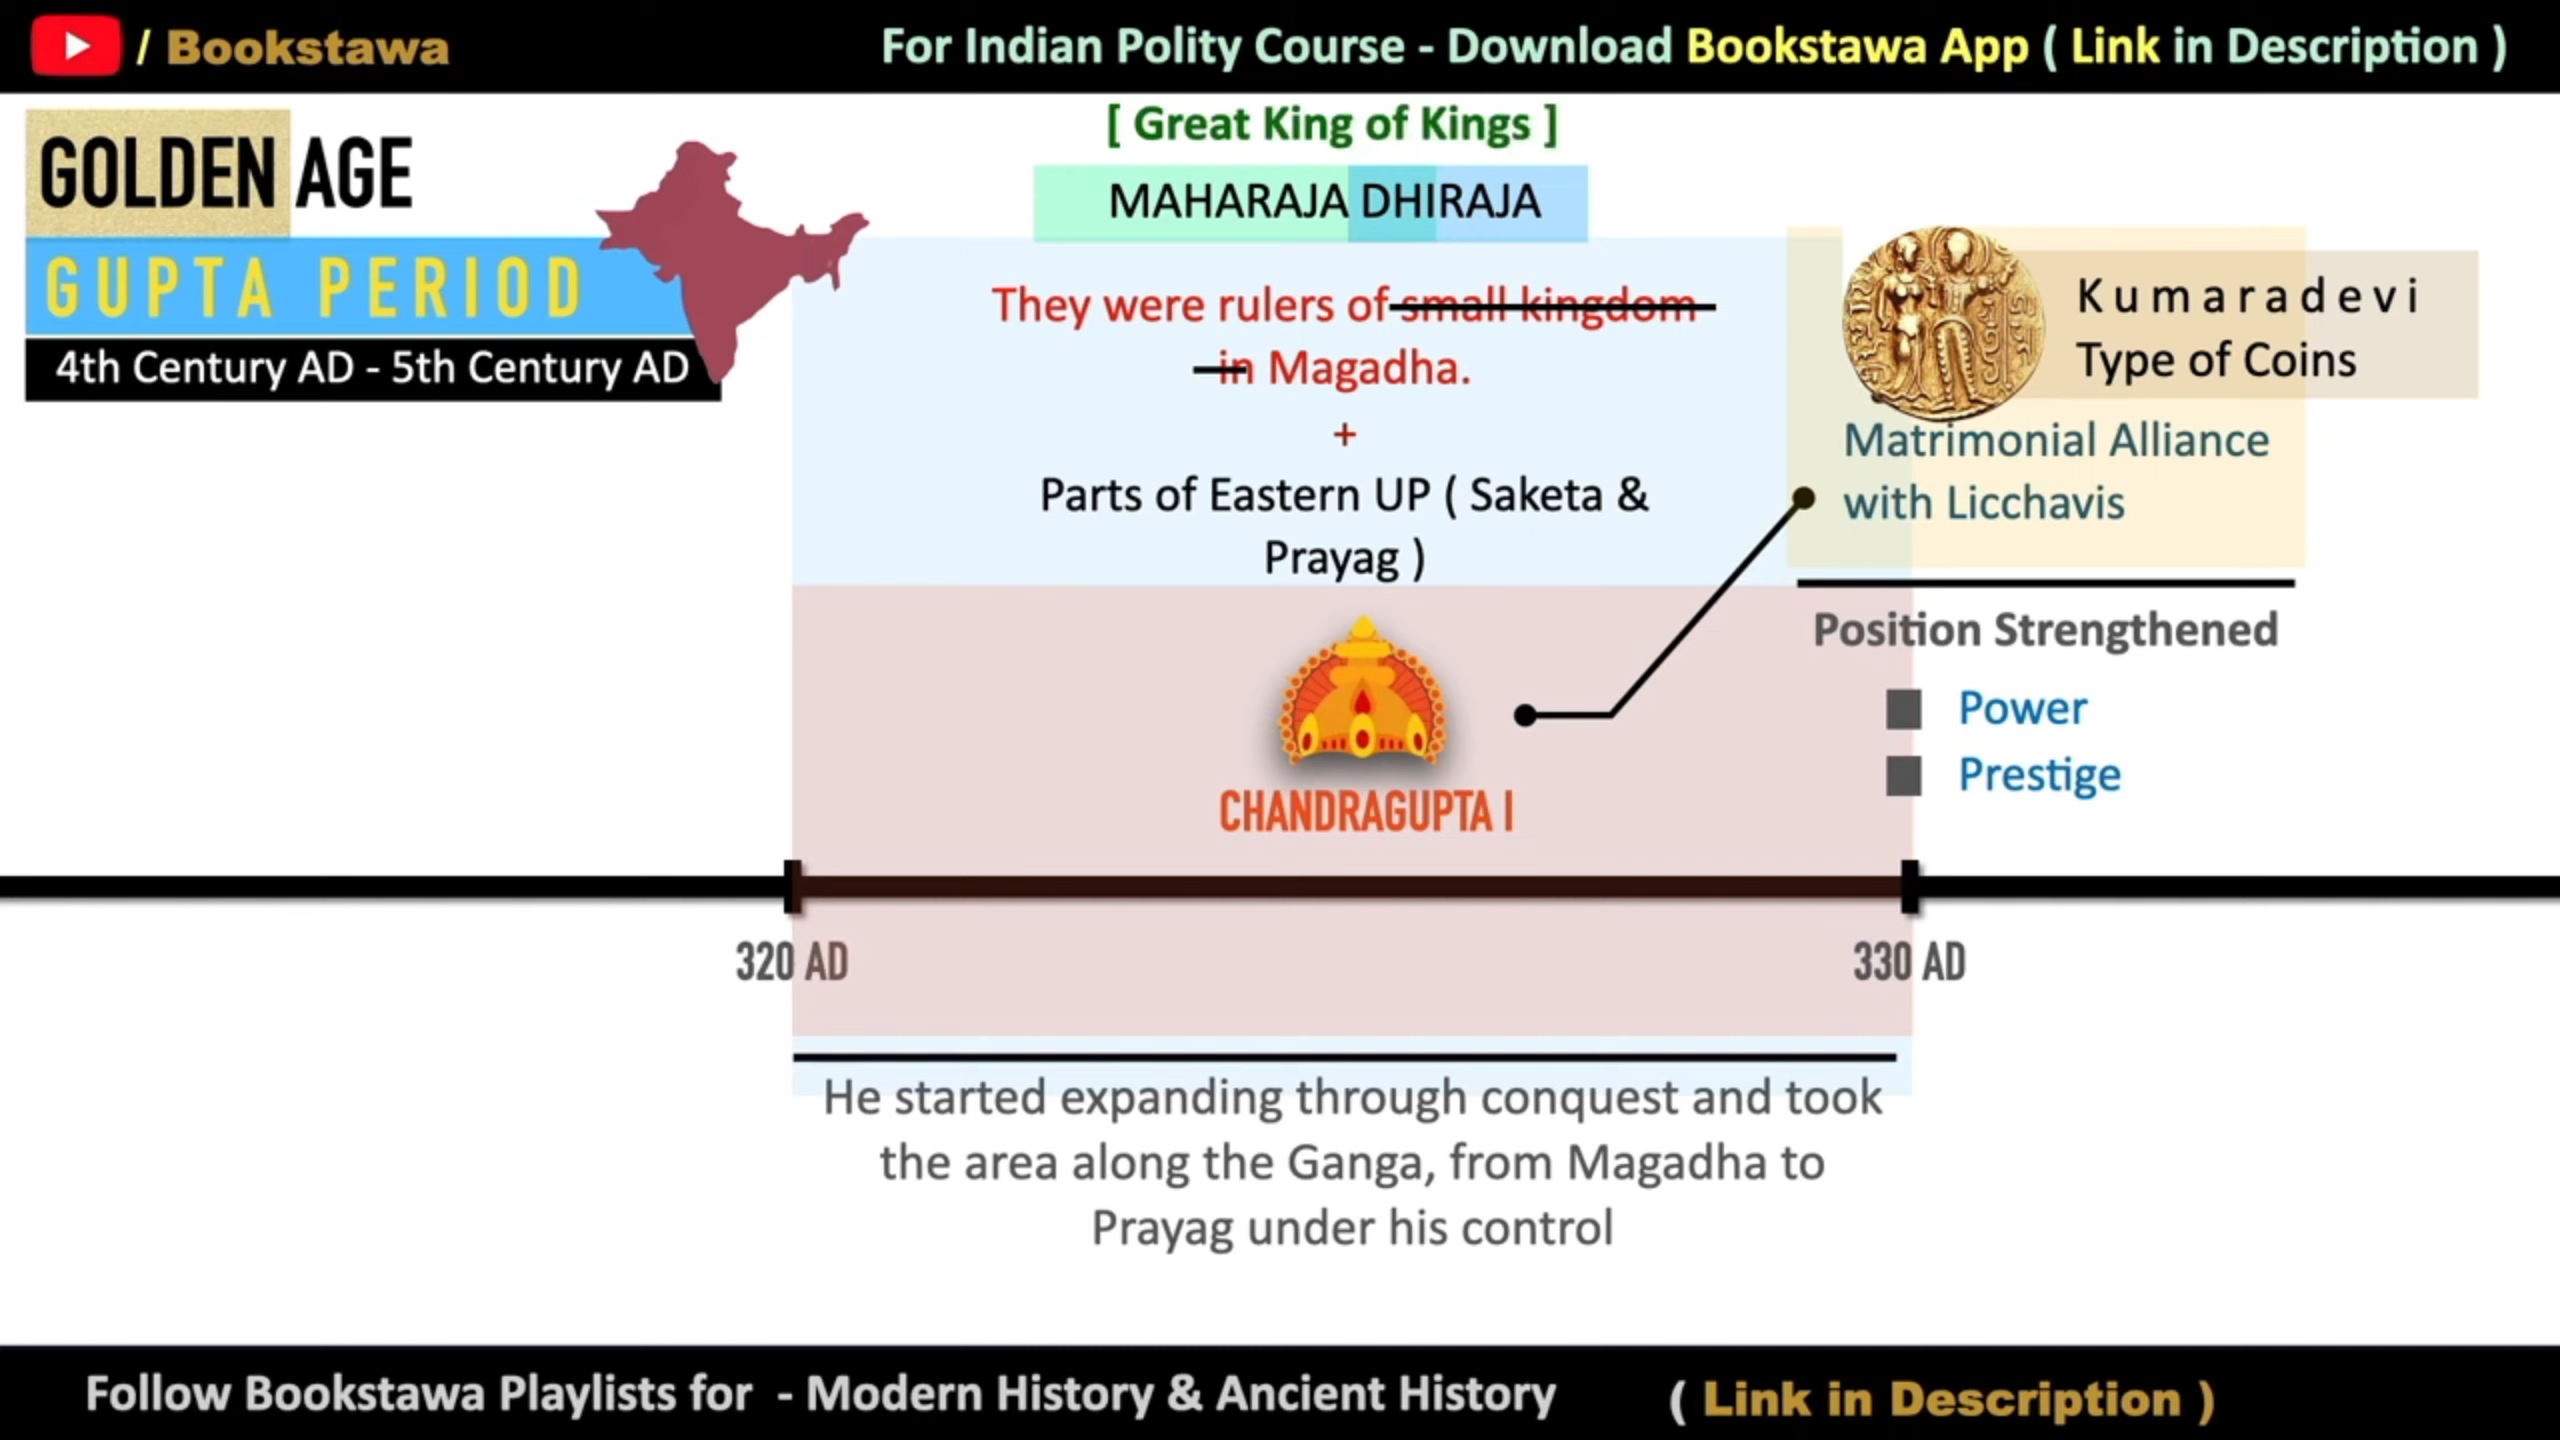 / Bookstawa
For Indian Polity Course - Download Bookstawa App ( Link in Description )
GOLDEN AGE
GUPTA PERIOD
4th Century AD - 5th Century AD
[ Great King of Kings ]
MAHARAJA DHIRAJA
They were rulers of small kingdom
in Magadha.
+
Parts of Eastern UP ( Saketa &
Prayag )
CHANDRAGUPTA I
Kumaradevi
Type of Coins
Matrimonial Alliance
with Licchavis
Position Strengthened
Power
Prestige
320 AD
330 AD
He started expanding through conquest and took
the area along the Ganga, from Magadha to
Prayag under his control
Follow Bookstawa Playlists for - Modern History & Ancient History
( Link in Description )